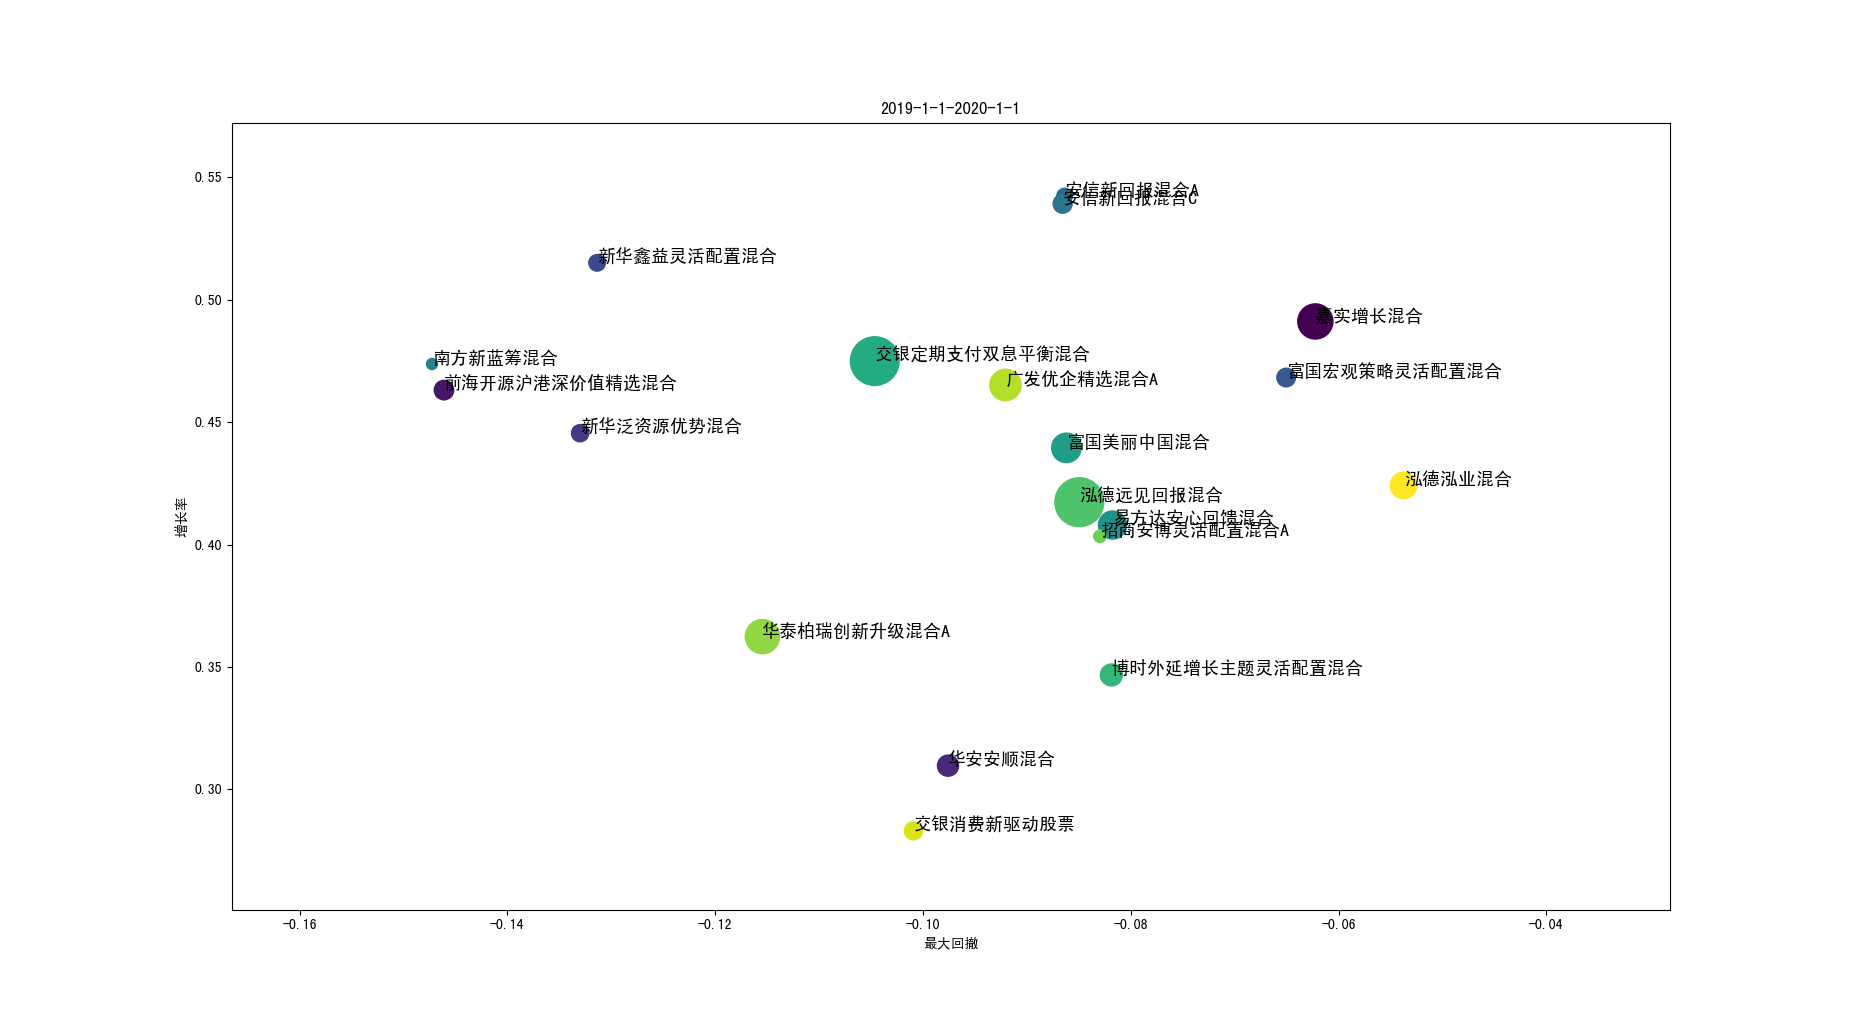 2019-1-1-2020-1-1
0.55
0.50
0.45
0.40
0.35
0.30
增长率
安信新回报混合A
安信新回报混合C
新华鑫益灵活配置混合
嘉实增长混合
交银定期支付双息平衡混合
南方新蓝筹混合
富国宏观策略灵活配置混合
广发优企精选混合A
前海开源沪港深价值精选混合
新华泛资源优势混合
富国美丽中国混合
泓德泓业混合
泓德远见回报混合
易方达安心回馈混合
招商安博灵活配置混合A
华泰柏瑞创新升级混合A
博时外延增长主题灵活配置混合
华安安顺混合
交银消费新驱动股票
-0.16
-0.14
-0.12
-0.10
-0.08
-0.06
-0.04
最大回撤